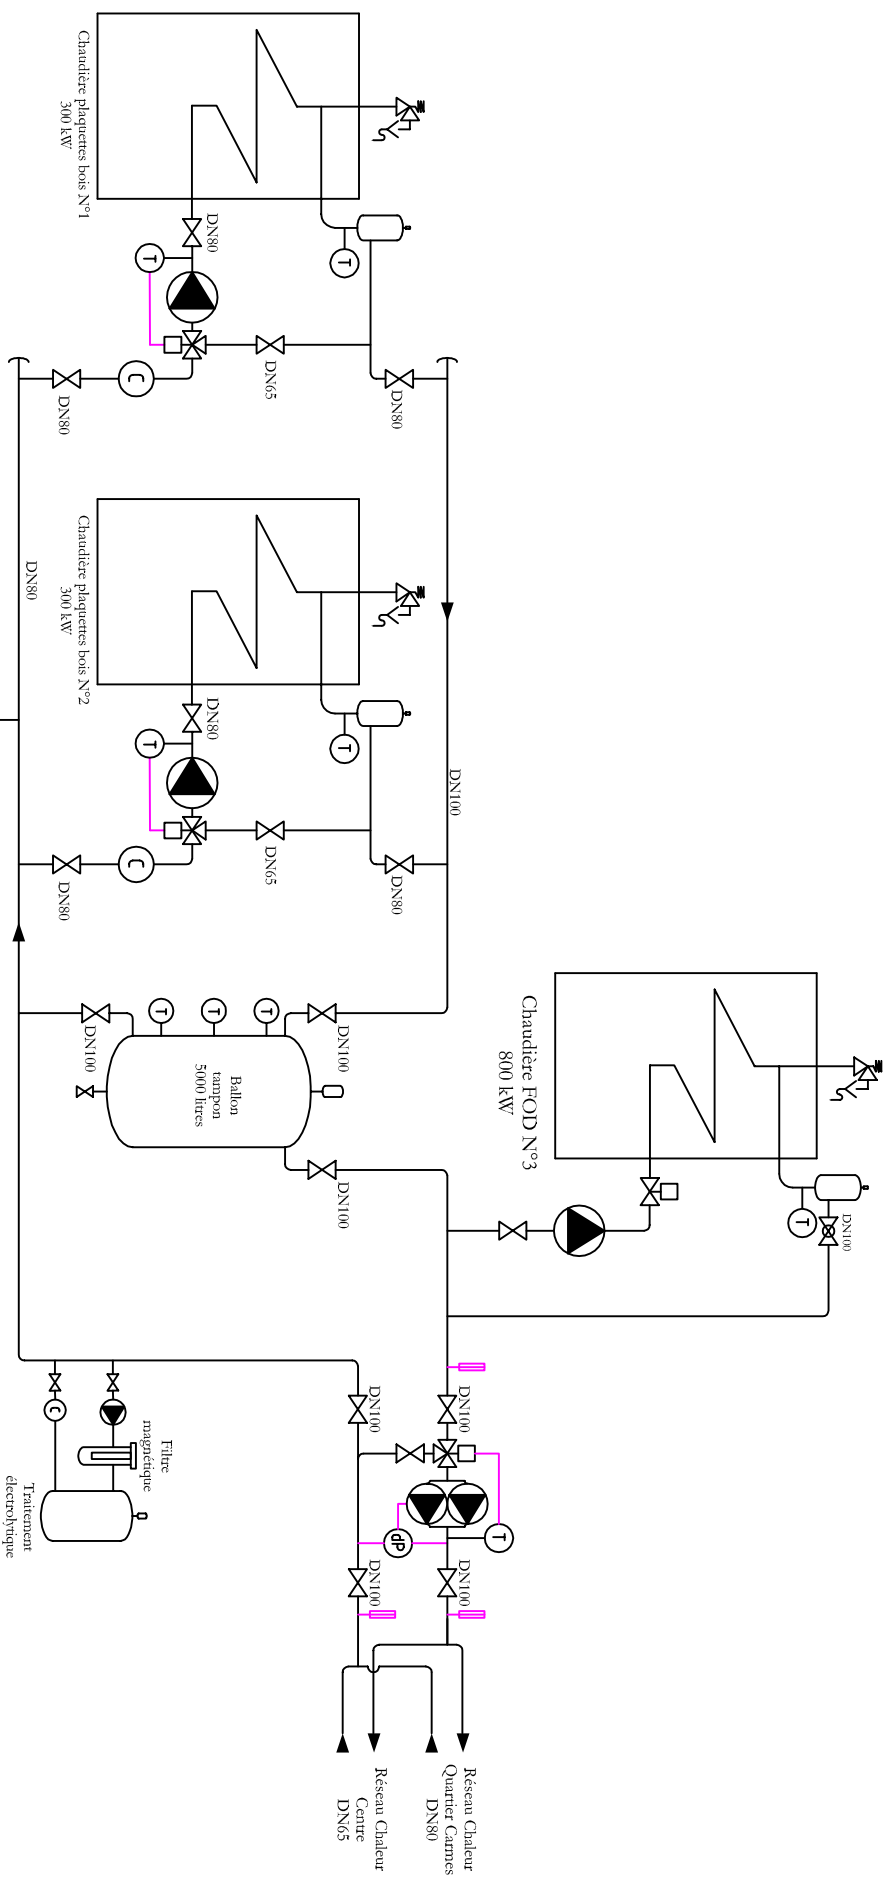 Chaudière plaquettes bois N°1
300 kW
DN80
T
T
DN65
C
DN80
DN80
Chaudière plaquettes bois N°2
300 kW
DN80
DN80
T
T
DN100
DN65
C
DN80
DN80
Chaudière FOD N°3
800 kW
T
DN100
DN100
T
T
T
DN100
Ballon
tampon
5000 litres
DN100
DN100
DN100
C
Filtre
magnétique
Traitement
électrolytique
T
dP
DN100
DN100
Réseau Chaleur
Quartier Carmes
DN80
Réseau Chaleur
Centre
DN65